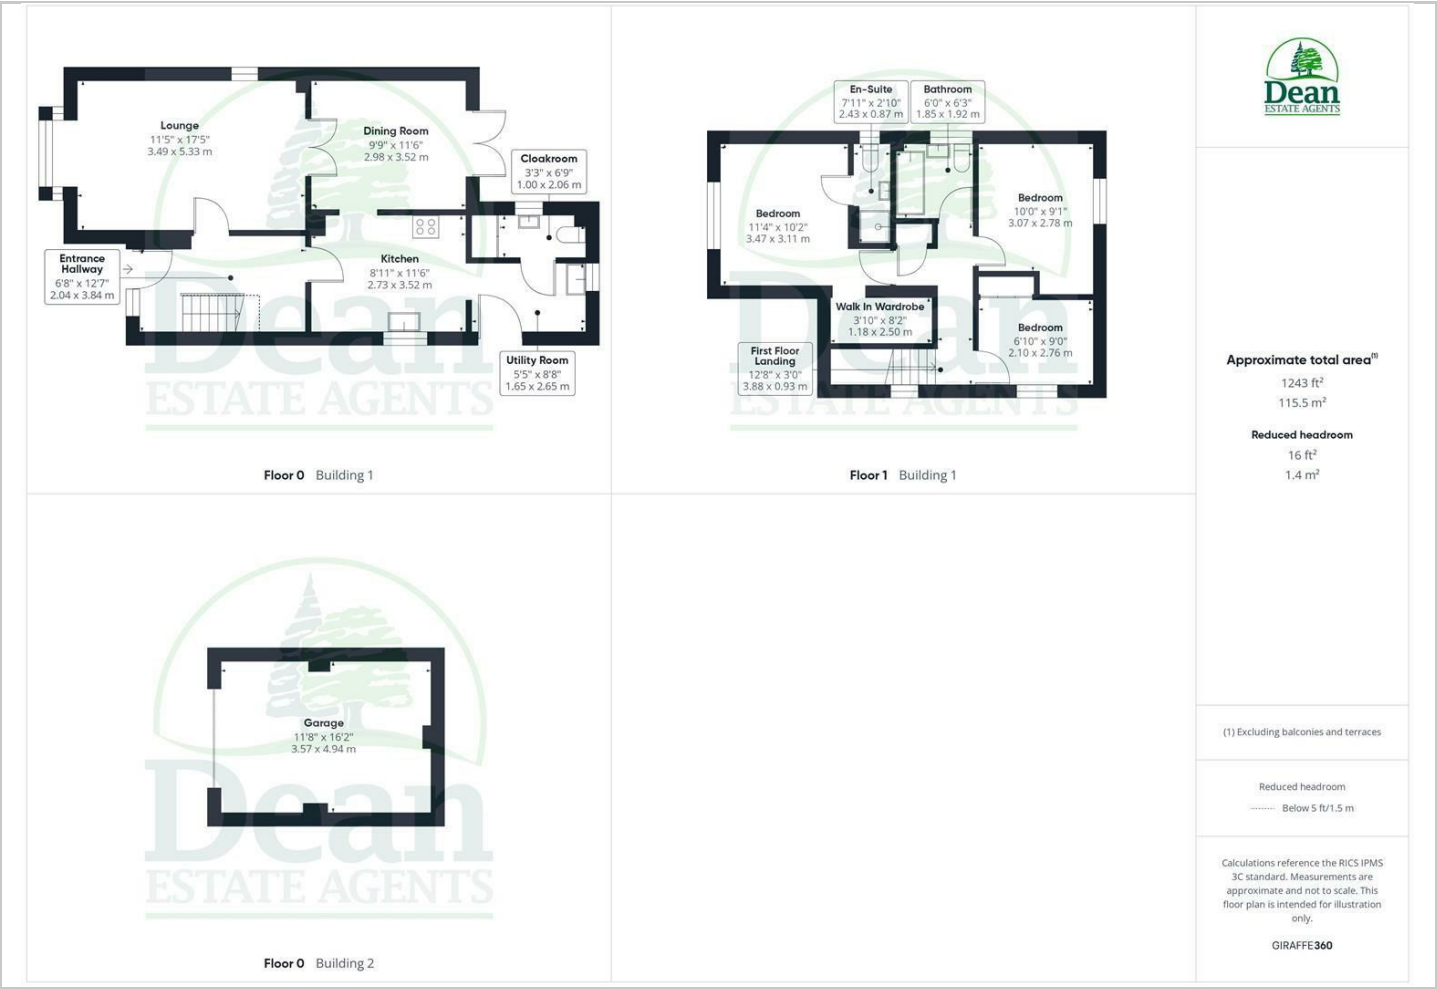 Lounge
11'5" x 17'5"
3.49 x 5.33 m
Dining Room
9'9" x 11'6"
2.98 x 3.52 m
Cloakroom
3'3" x 6'9"
1.00 x 2.06 m
Entrance
Hallway
6'8" x 12'7"
2.04 x 3.84 m
Kitchen
8'11" x 11'6"
2.73 x 3.52 m
Utility Room
5'5" x 8'8"
1.65 x 2.65 m
Dean
ESTATE AGENTS
Floor 0 Building 1
En-Suite
7'11" x 2'10"
2.43 x 0.87 m
Bathroom
6'0" x 6'3"
1.85 x 1.92 m
Bedroom
11'4" x 10'2"
3.47 x 3.11 m
Bedroom
10'0" x 9'1"
3.07 x 2.78 m
Walk In Wardrobe
3'10" x 8'2"
1.18 x 2.50 m
Bedroom
6'10" x 9'0"
2.10 x 2.76 m
First Floor
Landing
12'8" x 3'0"
3.88 x 0.93 m
Dean
ESTATE AGENTS
Floor 1 Building 1
Garage
11'8" x 16'2"
3.57 x 4.94 m
Dean
ESTATE AGENTS
Floor 0 Building 2
Dean
ESTATE AGENTS
Approximate total area(1)
1243 ft²
115.5 m²
Reduced headroom
16 ft²
1.4 m²
(1) Excluding balconies and terraces
Reduced headroom
Below 5 ft/1.5 m
Calculations reference the RICS IPMS
3C standard. Measurements are
approximate and not to scale. This
floor plan is intended for illustration
only.
GIRAFFE360